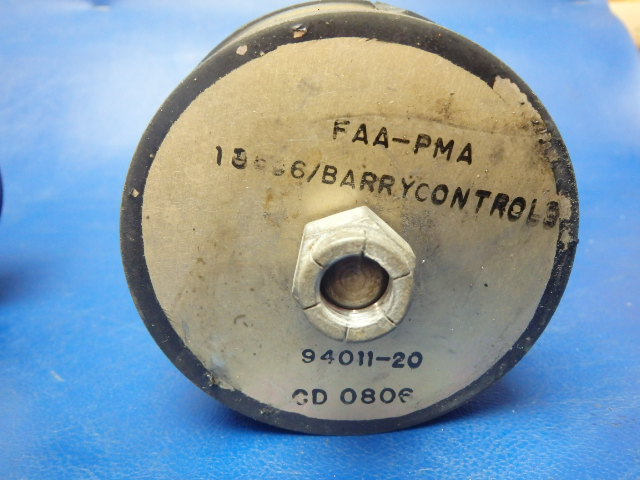 FAA-PMA
/BARRYCONTROLS
94011-20
CD 0806